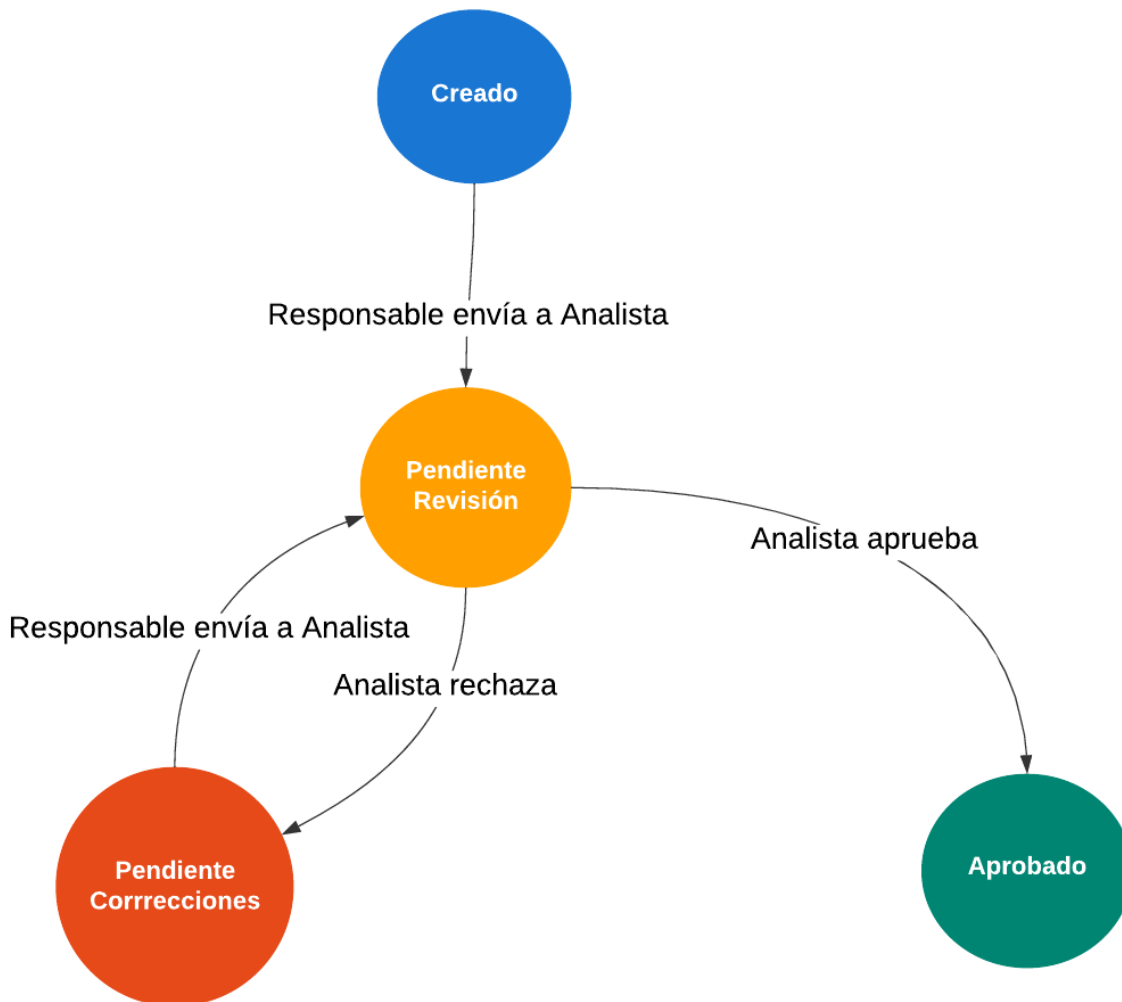 Creado
Responsable envía a Analista
Pendiente
Revisión
Analista aprueba
Responsable envía a Analista
Analista rechaza
Pendiente
Corrrecciones
Aprobado